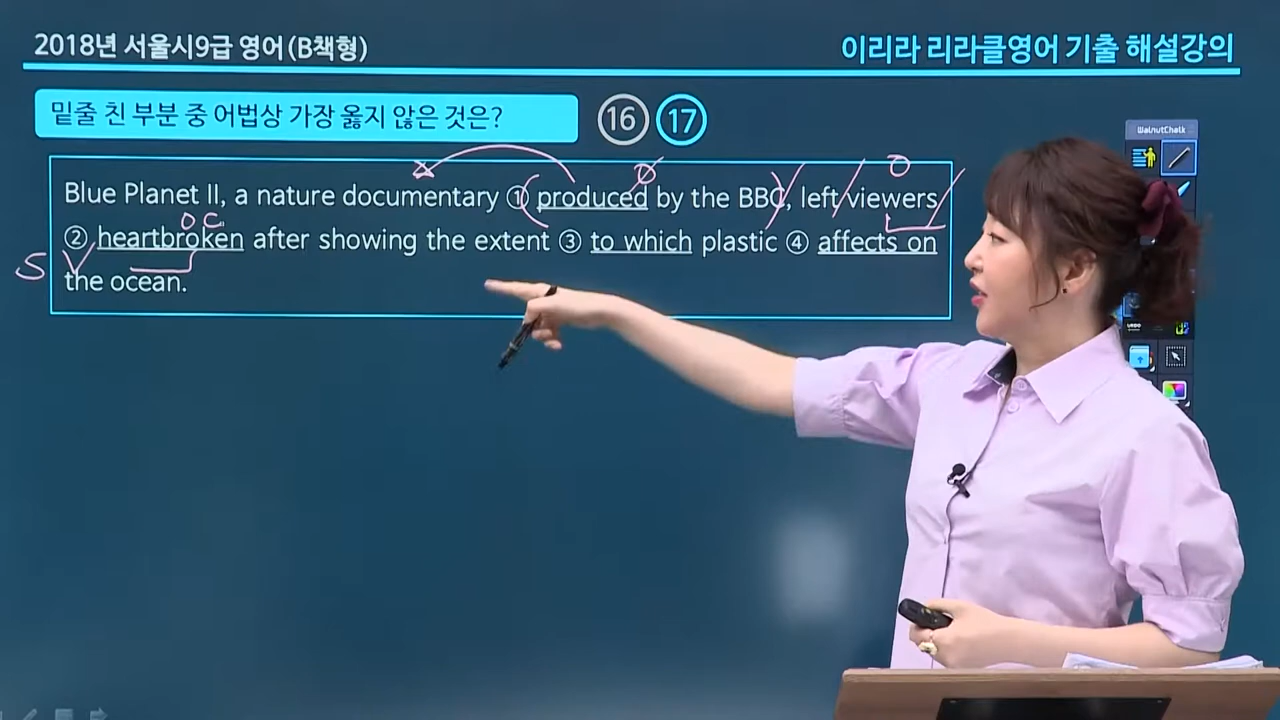 2018년 서울시9급 영어(B책형)
이리라 리라클영어 기출 해설강의
밑줄 친 부분 중 어법상 가장 옳지 않은 것은?
16 17
WalnutChalk
Blue Planet II, a nature documentary ① produced by the BBC, left viewers
② heartbroken after showing the extent ③ to which plastic ④ affects on
the ocean.
O
O
O C
S